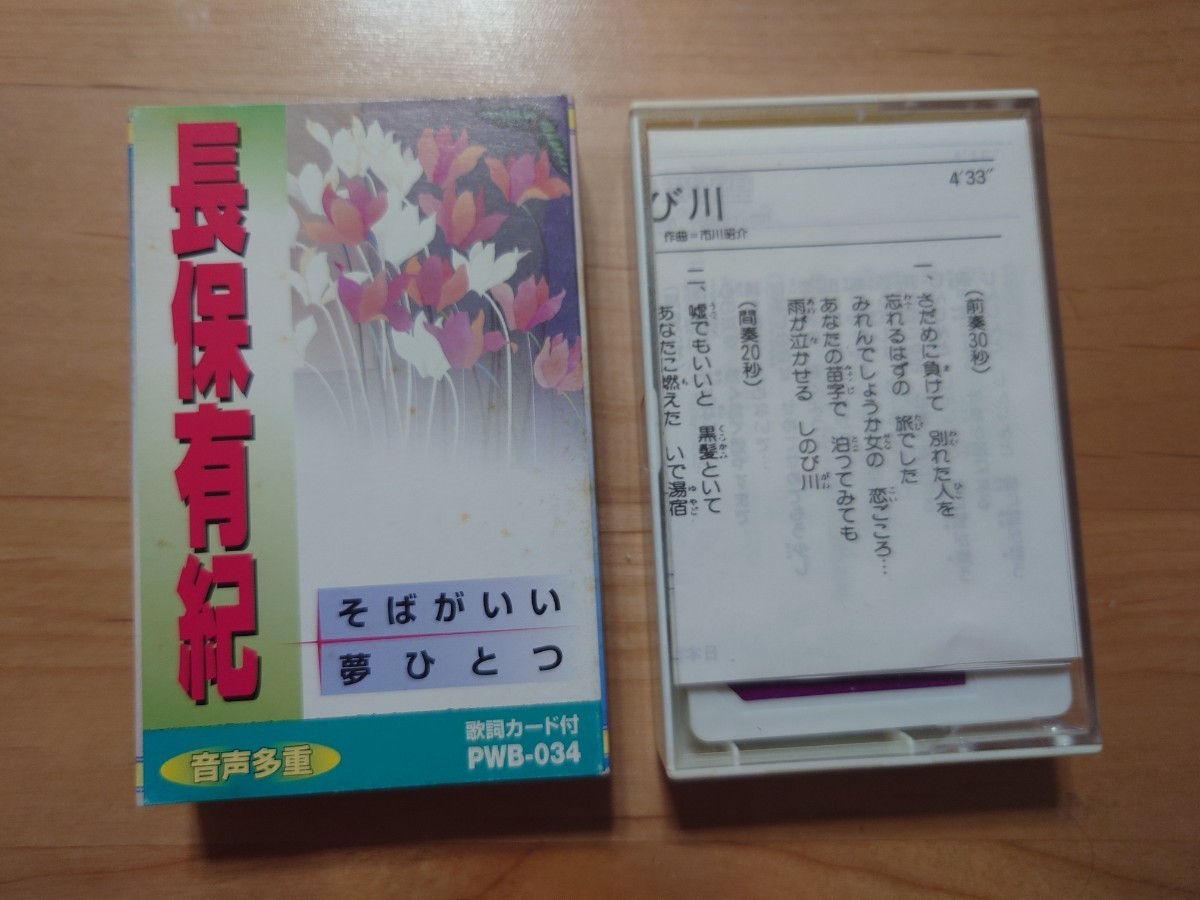 長保有紀
そばがいい
夢ひとつ
音声多重
歌詞カード付
PWB-034
4′33″
び川
作曲=市川昭介
(前奏30秒)
一、さだめに負けて 別れた人を
忘れるはずの 旅でした
みれんでしょうか女の 恋ごころ…
あなたの苗字で 泊ってみても
雨が泣かせる しのび川
(間奏20秒)
二、嘘でもいいと 黒髪といて
燃えた いで湯宿